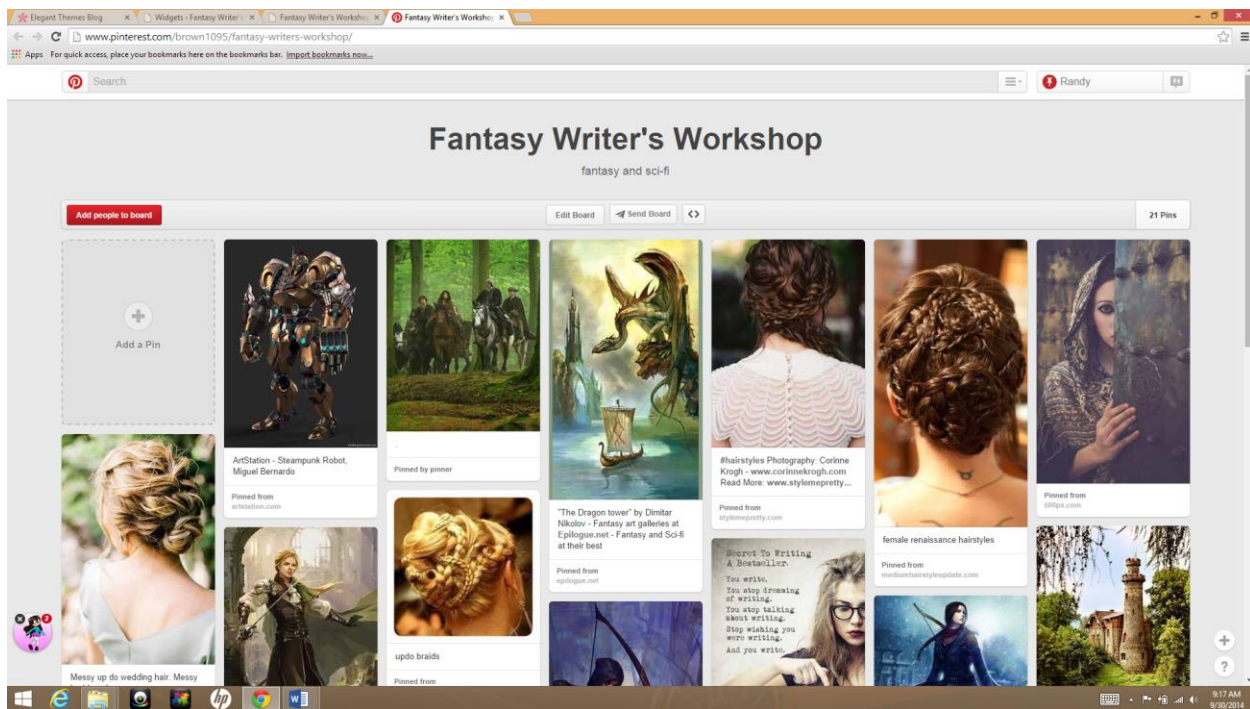 Elegant Themes Blog
Widgets - Fantasy Writer's
Fantasy Writer's Workshop
Fantasy Writer's Workshop
www.pinterest.com/brown1095/fantasy-writers-workshop/
Apps For quick access, place your bookmarks here on the bookmarks bar. Import bookmarks now...
Search
Randy
Fantasy Writer's Workshop
fantasy and sci-fi
Add people to board
Edit Board
Send Board
21 Pins
Add a Pin
Messy up do wedding hair. Messy
ArtStation - Steampunk Robot,
Miguel Bernardo
Pinned from
artstation.com
.
Pinned by pinner
updo braids
Pinned from
"The Dragon tower" by Dimitar
Nikolov - Fantasy art galleries at
Epilogue.net - Fantasy and Sci-fi
at their best
Pinned from
epilogue.net
#hairstyles Photography: Corinne
Krogh - www.corinnekrogh.com
Read More: www.stylemepretty...
Pinned from
stylemepretty.com
Secret To Writing
A Bestseller.
You write.
You stop dreaming
of writing.
You stop talking
about writing.
Stop wishing you
were writing.
And you write.
female renaissance hairstyles
Pinned from
mediumhairstyleupdate.com
Pinned from
500px.com
2
?
hp
9:17 AM
9/30/2014